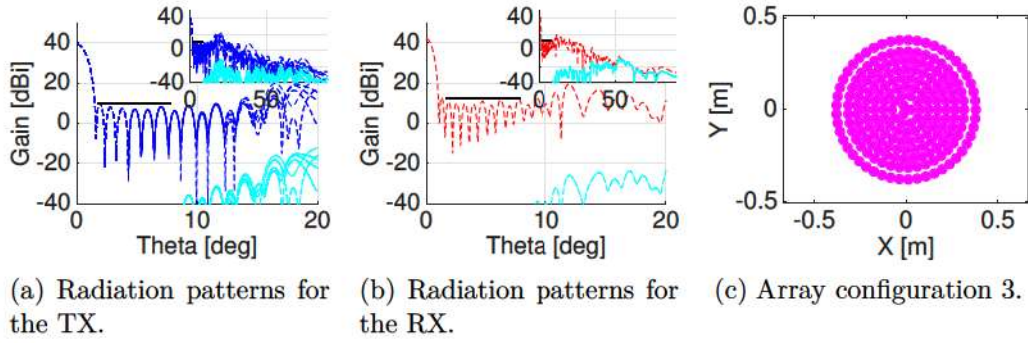 40
20
0
-20
-40
Gain [dBi]
0
10
20
Theta [deg]
40
0
-40
0
50
40
20
0
-20
-40
Gain [dBi]
0
10
20
Theta [deg]
40
0
-40
0
50
0.5
0
-0.5
Y [m]
-0.5
0
0.5
X [m]
(a) Radiation patterns for
the TX.
(b) Radiation patterns for
the RX.
(c) Array configuration 3.